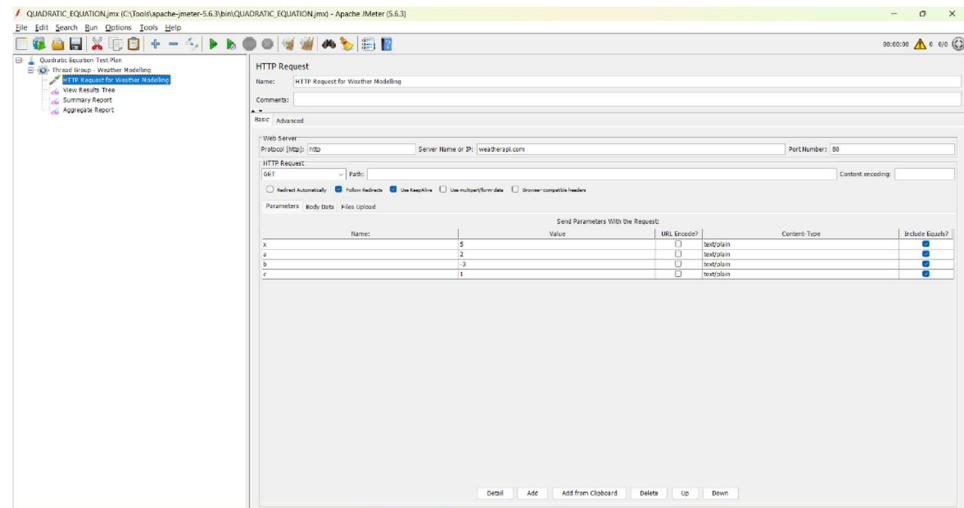 QUADRATIC_EQUATION.jmx (C:\Tools\apache-jmeter-5.6.3\bin\QUADRATIC_EQUATION.jmx) - Apache JMeter (5.6.3)
File Edit Search Run Options Tools Help
00:00:00 0 0/0
Quadratic Equation Test Plan
Thread Group - Weather Modelling
HTTP Request for Weather Modelling
View Results Tree
Summary Report
Aggregate Report
HTTP Request
Name: HTTP Request for Weather Modelling
Comments:
Basic Advanced
Web Server
Protocol [http]: http Server Name or IP: weatherapi.com Port Number: 80
HTTP Request
GET Path: Content encoding:
Redirect Automatically Follow Redirects Use KeepAlive Use multipart/form-data Browser-compatible headers
Parameters Body Data Files Upload
Send Parameters With the Request:
Name: Value URL Encode? Content-Type Include Equals?
x 5 text/plain
a 2 text/plain
b -3 text/plain
c 1 text/plain
Detail Add Add from Clipboard Delete Up Down